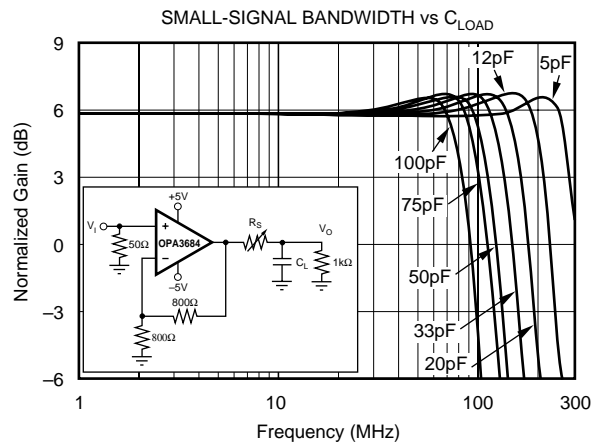 SMALL-SIGNAL BANDWIDTH vs CLOAD
9
6
3
0
–3
–6
Normalized Gain (dB)
12pF
5pF
100pF
75pF
50pF
33pF
20pF
+5V
VI
+
OPA3684
–
50Ω
RS
VO
CL
1kΩ
–5V
800Ω
800Ω
1
10
100
300
Frequency (MHz)